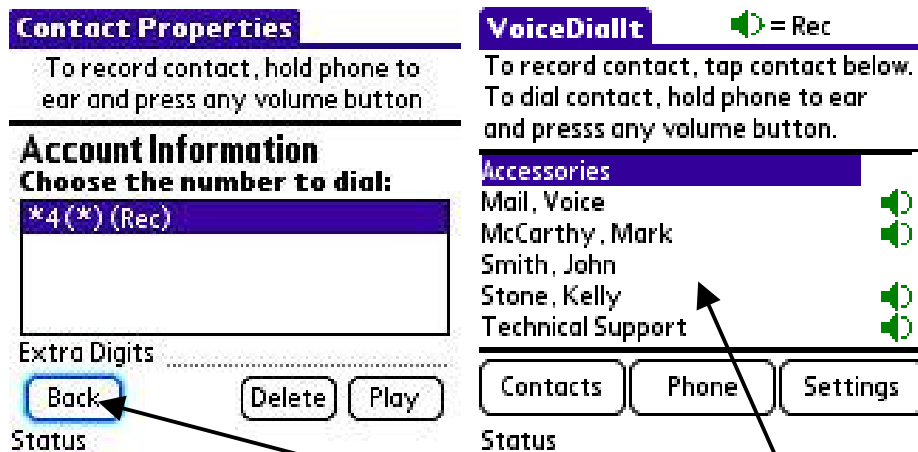 Contact Properties
To record contact, hold phone to
ear and press any volume button
Account Information
Choose the number to dial:
*4(*) (Rec)
Extra Digits
Back
Delete
Play
Status
VoiceDialIt
= Rec
To record contact, tap contact below.
To dial contact, hold phone to ear
and presss any volume button.
Accessories
Mail, Voice
McCarthy, Mark
Smith, John
Stone, Kelly
Technical Support
Contacts
Phone
Settings
Status